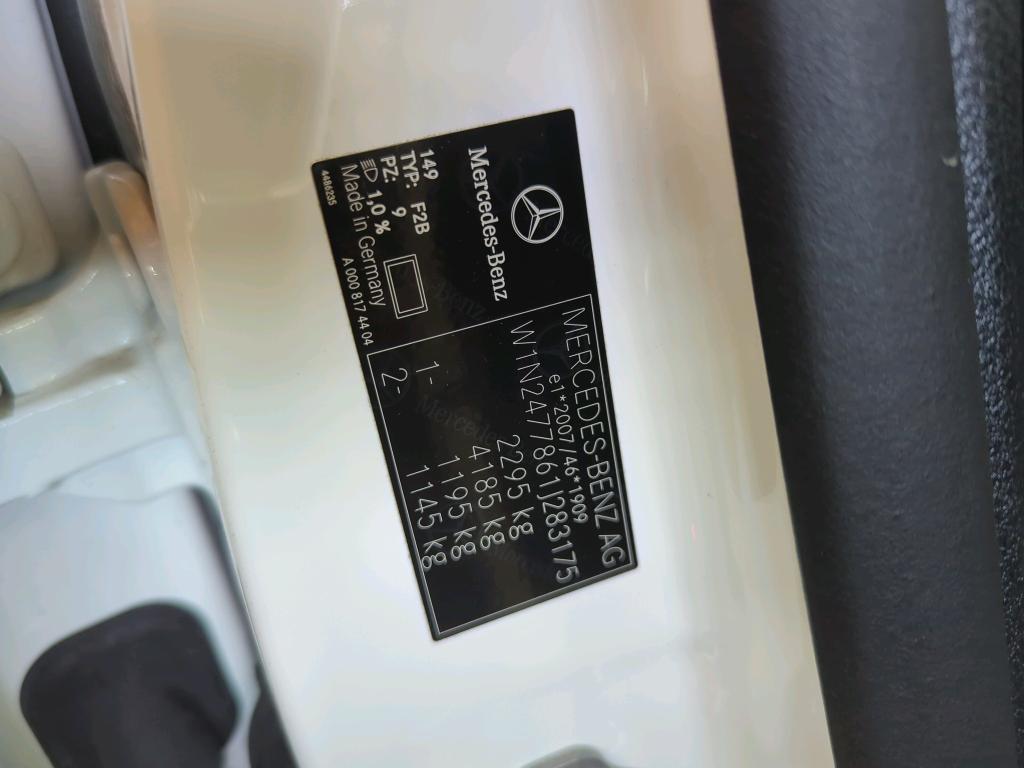 Mercedes-Benz
149
TYP: F2B
PZ: 9
1,0 %
Made in Germany
4486235
A 000 817 44 04
MERCEDES-BENZ AG
e1*2007/46*1909
W1N2477861J283175
2295 kg
4185 kg
1- 1195 kg
2- 1145 kg